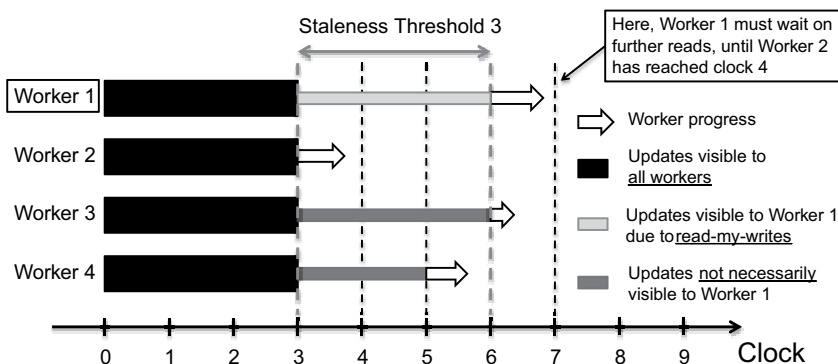 Staleness Threshold 3
Here, Worker 1 must wait on
further reads, until Worker 2
has reached clock 4
Worker 1
Worker 2
Worker 3
Worker 4
Worker progress
Updates visible to
all workers
Updates visible to Worker 1
due to read-my-writes
Updates not necessarily
visible to Worker 1
0 1 2 3 4 5 6 7 8 9 Clock